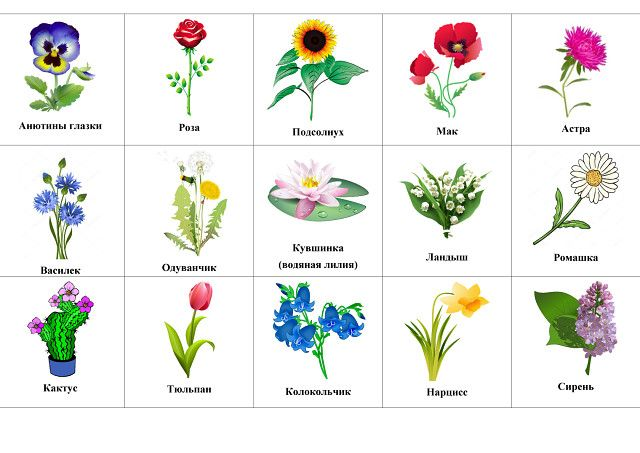 Анютины глазки
Роза
Подсолнух
Мак
Астра
Василек
Одуванчик
Кувшинка
(водяная лилия)
Ландыш
Ромашка
Кактус
Тюльпан
Колокольчик
Нарцисс
Сирень